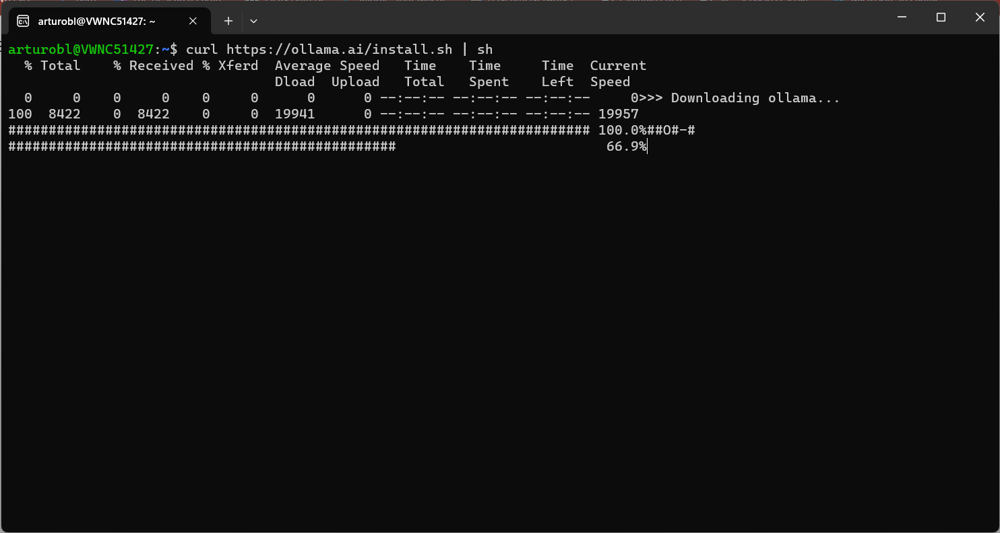 arturobl@VWNC51427: ~
arturobl@VWNC51427:~$ curl https://ollama.ai/install.sh | sh
  % Total    % Received % Xferd  Average Speed   Time    Time     Time  Current
                                 Dload  Upload   Total   Spent    Left  Speed
  0     0    0     0    0     0      0      0 --:--:-- --:--:-- --:--:--     0>>> Downloading ollama...
100  8422    0  8422    0     0  19941      0 --:--:-- --:--:-- --:--:-- 19957
######################################################################## 100.0%##O#-#
################################################                          66.9%